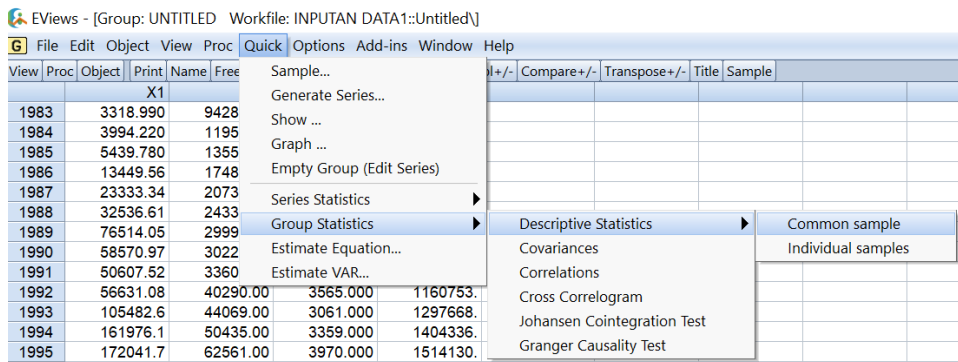 EViews - [Group: UNTITLED   Workfile: INPUTAN DATA1::Untitled\]
G File Edit Object View Proc Quick Options Add-ins Window Help
View Proc Object Print Name Free l+/- Compare+/- Transpose+/- Title Sample
X1
1983 3318.990 9428
1984 3994.220 1195
1985 5439.780 1355
1986 13449.56 1748
1987 23333.34 2073
1988 32536.61 2433
1989 76514.05 2999
1990 58570.97 3022
1991 50607.52 3360
1992 56631.08 40290.00 3565.000 1160753.
1993 105482.6 44069.00 3061.000 1297668.
1994 161976.1 50435.00 3359.000 1404336.
1995 172041.7 62561.00 3970.000 1514130.
Sample...
Generate Series...
Show ...
Graph ...
Empty Group (Edit Series)
Series Statistics
Group Statistics
Estimate Equation...
Estimate VAR...
Descriptive Statistics
Covariances
Correlations
Cross Correlogram
Johansen Cointegration Test
Granger Causality Test
Common sample
Individual samples